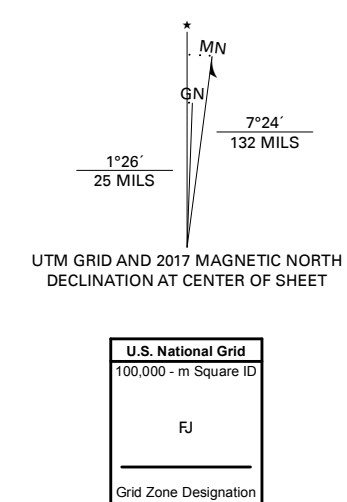 ★
MN
GN
7°24´
132 MILS
1°26´
25 MILS
UTM GRID AND 2017 MAGNETIC NORTH
DECLINATION AT CENTER OF SHEET
U.S. National Grid
100,000 - m Square ID
FJ
Grid Zone Designation